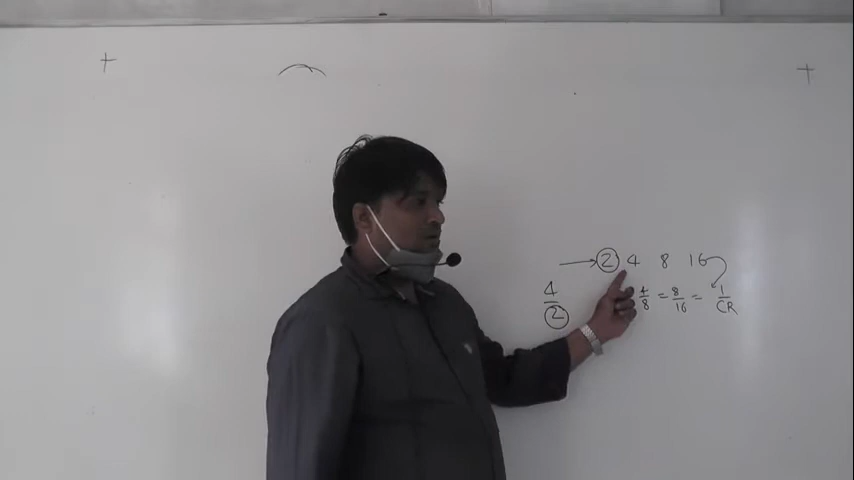 → 2 4 8 16
4/2
4/8 = 8/16 = 1/CR